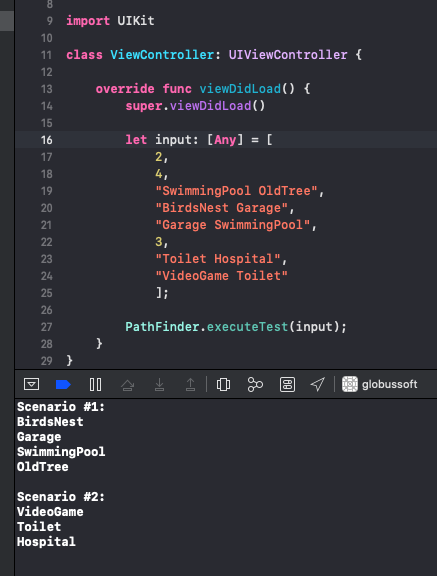 8
9 import UIKit
10
11 class ViewController: UIViewController {
12
13 override func viewDidLoad() {
14 super.viewDidLoad()
15
16 let input: [Any] = [
17 2,
18 4,
19 "SwimmingPool OldTree",
20 "BirdsNest Garage",
21 "Garage SwimmingPool",
22 3,
23 "Toilet Hospital",
24 "VideoGame Toilet"
25 ];
26
27 PathFinder.executeTest(input);
28 }
29 }
globussoft
Scenario #1:
BirdsNest
Garage
SwimmingPool
OldTree
Scenario #2:
VideoGame
Toilet
Hospital